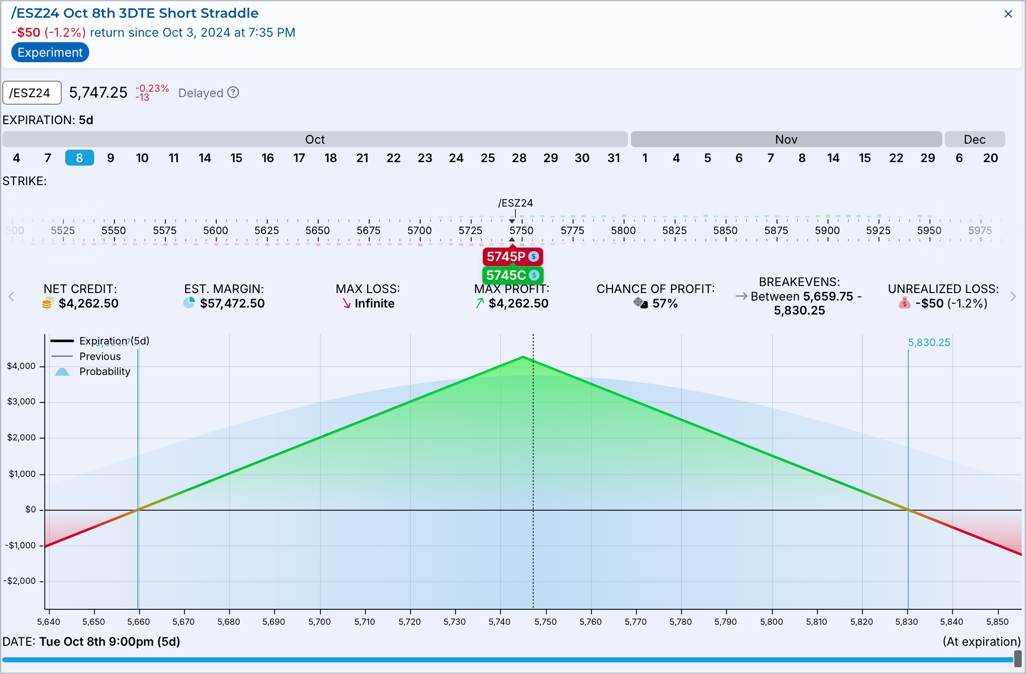 /ESZ24 Oct 8th 3DTE Short Straddle
-$50 (-1.2%) return since Oct 3, 2024 at 7:35 PM
Experiment
/ESZ24 5,747.25 -0.23% -13 Delayed
EXPIRATION: 5d
Oct Nov Dec
4 7 8 9 10 11 14 15 16 17 18 21 22 23 24 25 28 29 30 31 1 4 5 6 7 8 14 15 22 29 6 20
STRIKE:
/ESZ24
5525 5550 5575 5600 5625 5650 5675 5700 5725 5750 5775 5800 5825 5850 5875 5900 5925 5950 5975
5745P
5745C
NET CREDIT: EST. MARGIN: MAX LOSS: MAX PROFIT: CHANCE OF PROFIT: BREAKEVENS: UNREALIZED LOSS:
$4,262.50 $57,472.50 Infinite $4,262.50 57% Between 5,659.75 - -$50 (-1.2%)
5,830.25
Expiration (5d)
5,830.25
Previous
Probability
$4,000
$3,000
$2,000
$1,000
$0
-$1,000
-$2,000
5,640 5,650 5,660 5,670 5,680 5,690 5,700 5,710 5,720 5,730 5,740 5,750 5,760 5,770 5,780 5,790 5,800 5,810 5,820 5,830 5,840 5,850
DATE: Tue Oct 8th 9:00pm (5d) (At expiration)